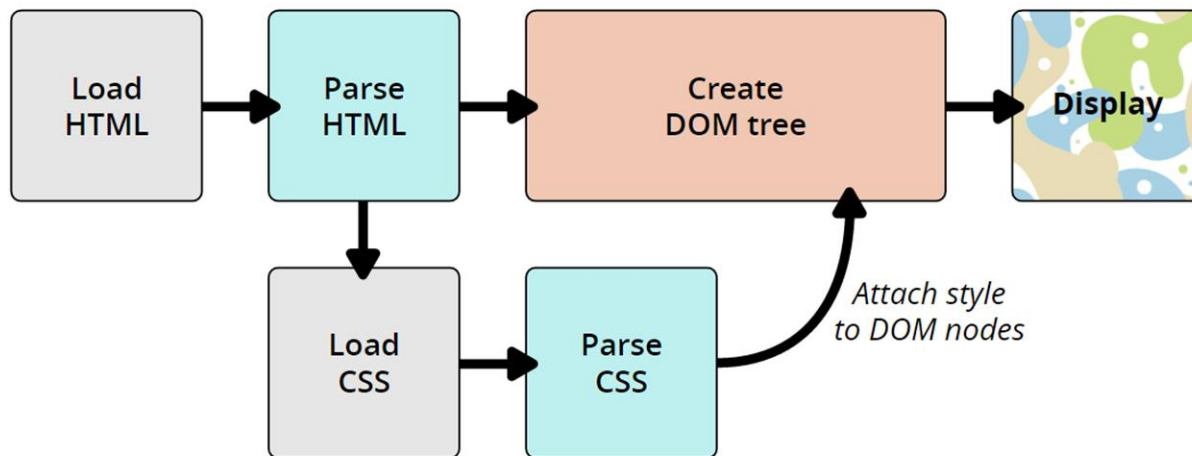 Load
HTML
Parse
HTML
Create
DOM tree
Display
Load
CSS
Parse
CSS
Attach style
to DOM nodes